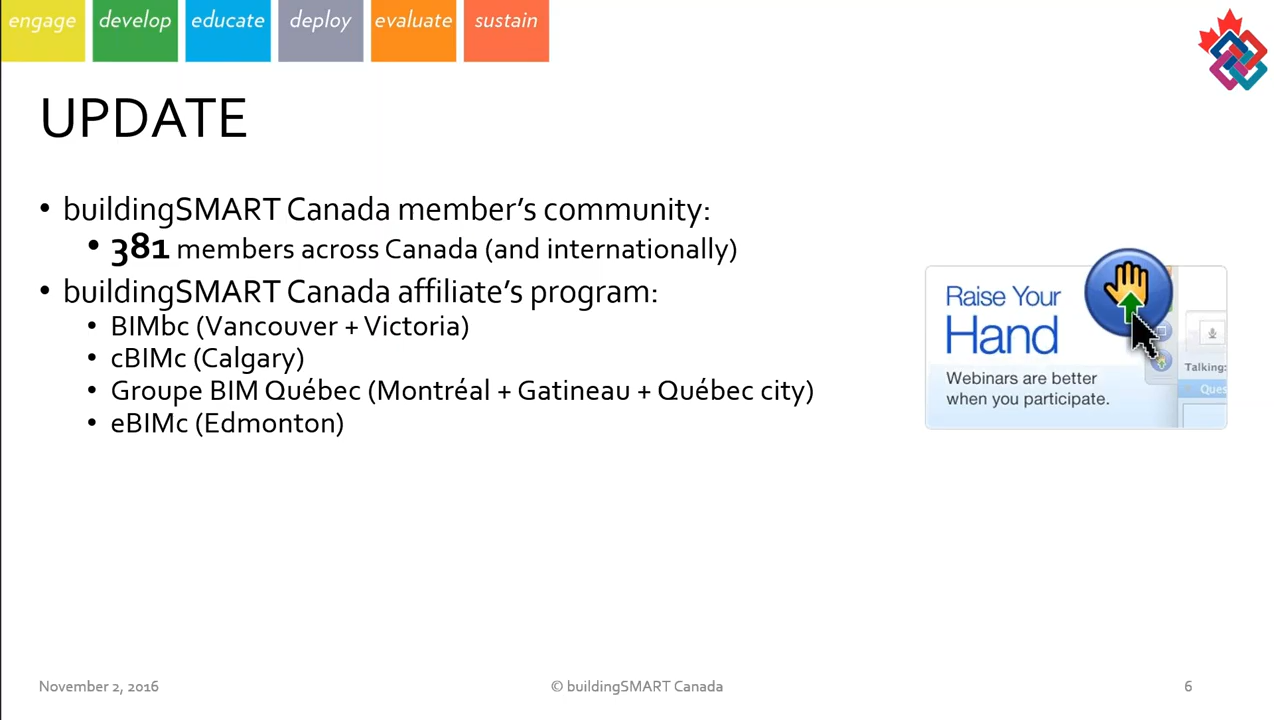 engage develop educate deploy evaluate sustain
UPDATE
• buildingSMART Canada member’s community:
• 381 members across Canada (and internationally)
• buildingSMART Canada affiliate’s program:
• BIMbc (Vancouver + Victoria)
• cBIMc (Calgary)
• Groupe BIM Québec (Montréal + Gatineau + Québec city)
• eBIMc (Edmonton)
Raise Your
Hand
Webinars are better
when you participate.
Talking:
Ques
November 2, 2016 © buildingSMART Canada 6